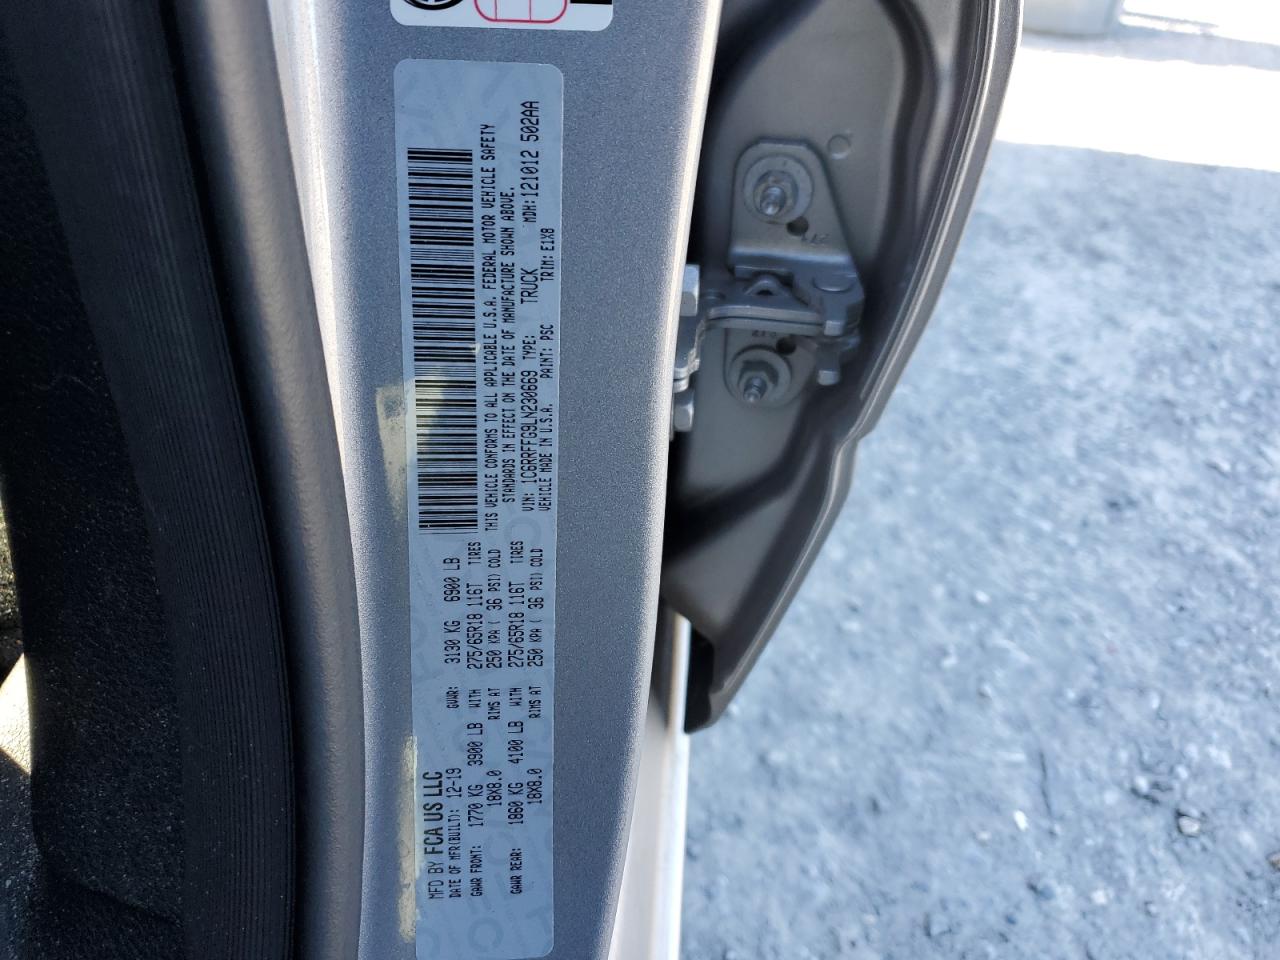 MFD BY FCA US LLC
DATE OF MFR(BUILT): 12-19 GVWR: 3130 KG 6900 LB
GAWR FRONT: 1770 KG 3900 LB WITH 275/65R18 116T TIRES
18X8.0 RIMS AT 250 KPA ( 36 PSI) COLD
GAWR REAR: 1860 KG 4100 LB WITH 275/65R18 116T TIRES
18X8.0 RIMS AT 250 KPA ( 36 PSI) COLD
THIS VEHICLE CONFORMS TO ALL APPLICABLE U.S.A. FEDERAL MOTOR VEHICLE SAFETY
STANDARDS IN EFFECT ON THE DATE OF MANUFACTURE SHOWN ABOVE.
VIN: 1C6RRFFG9LN230669 TYPE: TRUCK MDH: 121012 502AA
VEHICLE MADE IN U.S.A. PAINT: PSC TRIM: E1X8